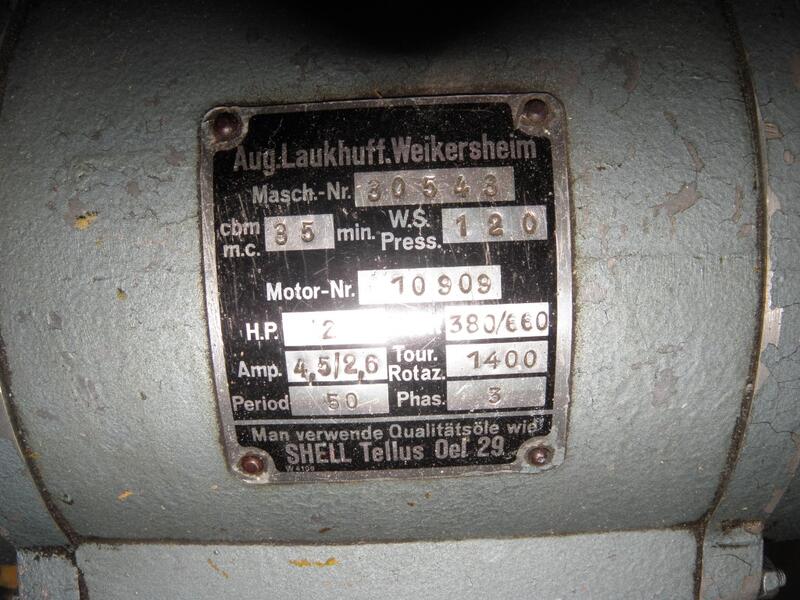 Aug. Laukhuff. Weikersheim
Masch-Nr. 30543
cbm m.c. 35 min. W.S. Press. 120
Motor-Nr. 10909
H.P. 2 380/660
Amp. 4,5/2,6 Tour. Rotaz. 1400
Period 50 Phas. 3
Man verwende Qualitätsöle wie
SHELL Tellus Oel 29